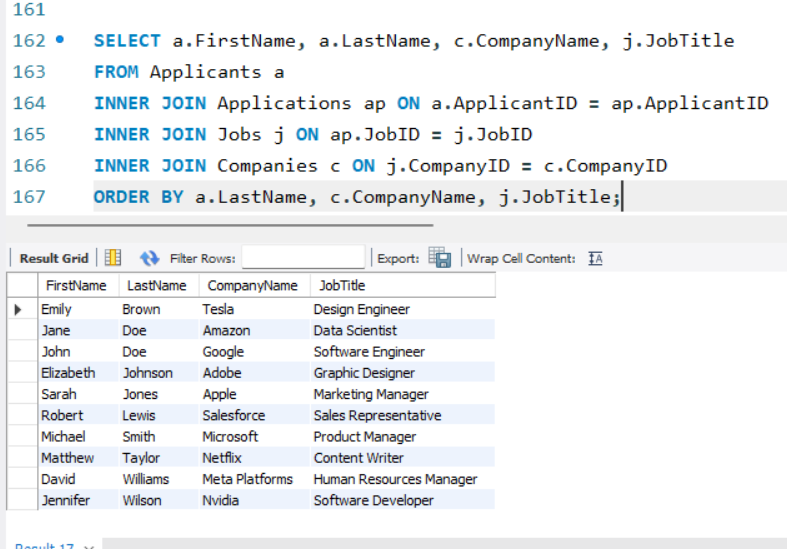 161
162 SELECT a.FirstName, a.LastName, c.CompanyName, j.JobTitle
163 FROM Applicants a
164 INNER JOIN Applications ap ON a.ApplicantID = ap.ApplicantID
165 INNER JOIN Jobs j ON ap.JobID = j.JobID
166 INNER JOIN Companies c ON j.CompanyID = c.CompanyID
167 ORDER BY a.LastName, c.CompanyName, j.JobTitle;
Result Grid Filter Rows: Export: Wrap Cell Content: IA
FirstName LastName CompanyName JobTitle
Emily Brown Tesla Design Engineer
Jane Doe Amazon Data Scientist
John Doe Google Software Engineer
Elizabeth Johnson Adobe Graphic Designer
Sarah Jones Apple Marketing Manager
Robert Lewis Salesforce Sales Representative
Michael Smith Microsoft Product Manager
Matthew Taylor Netflix Content Writer
David Williams Meta Platforms Human Resources Manager
Jennifer Wilson Nvidia Software Developer
Result 17